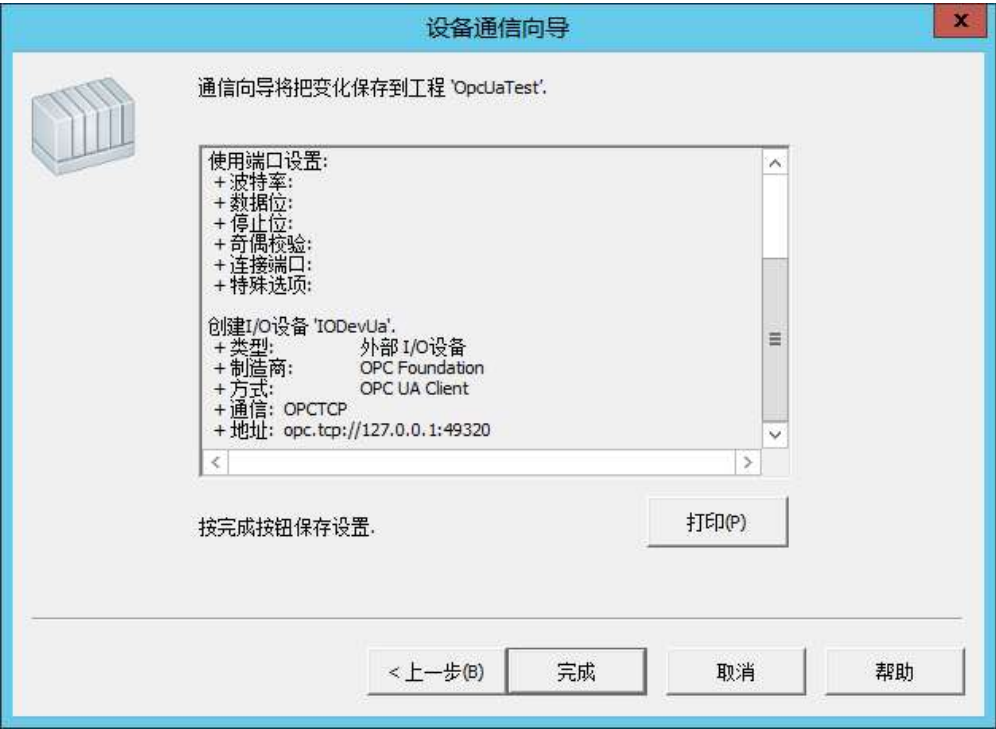 设备通信向导
x
通信向导将把变化保存到工程 'OpcUaTest'.
使用端口设置:
+波特率:
+数据位:
+停止位:
+奇偶校验:
+连接端口:
+特殊选项:
创建I/O设备 'IODevUa'.
+类型: 外部 I/O设备
+制造商: OPC Foundation
+方式: OPC UA Client
+通信: OPCTCP
+地址: opc.tcp://127.0.0.1:49320
按完成按钮保存设置.
打印(P)
<上一步(B) 完成 取消 帮助